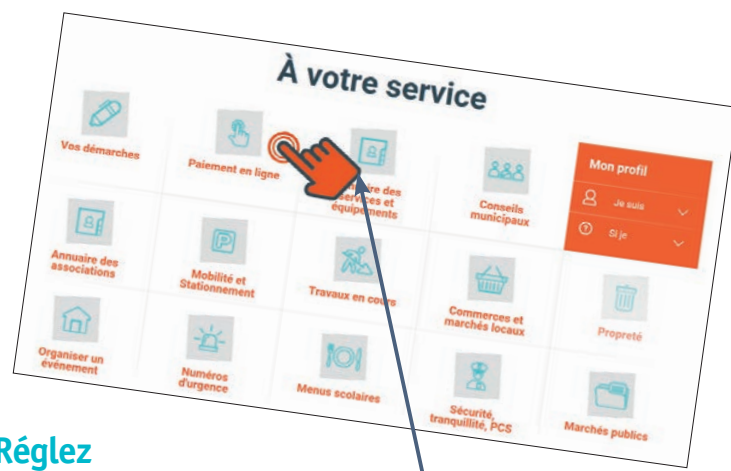 À votre service
Vos démarches
Paiement en ligne
services et
équipements
Conseils
municipaux
Mon profil
Je suis
Si je
Annuaire des
associations
Mobilité et
Stationnement
Travaux en cours
Commerces et
marchés locaux
Propreté
Organiser un
événement
Numéros
d'urgence
Menus scolaires
Sécurité,
tranquillité, PCS
Marchés publics
Réglez